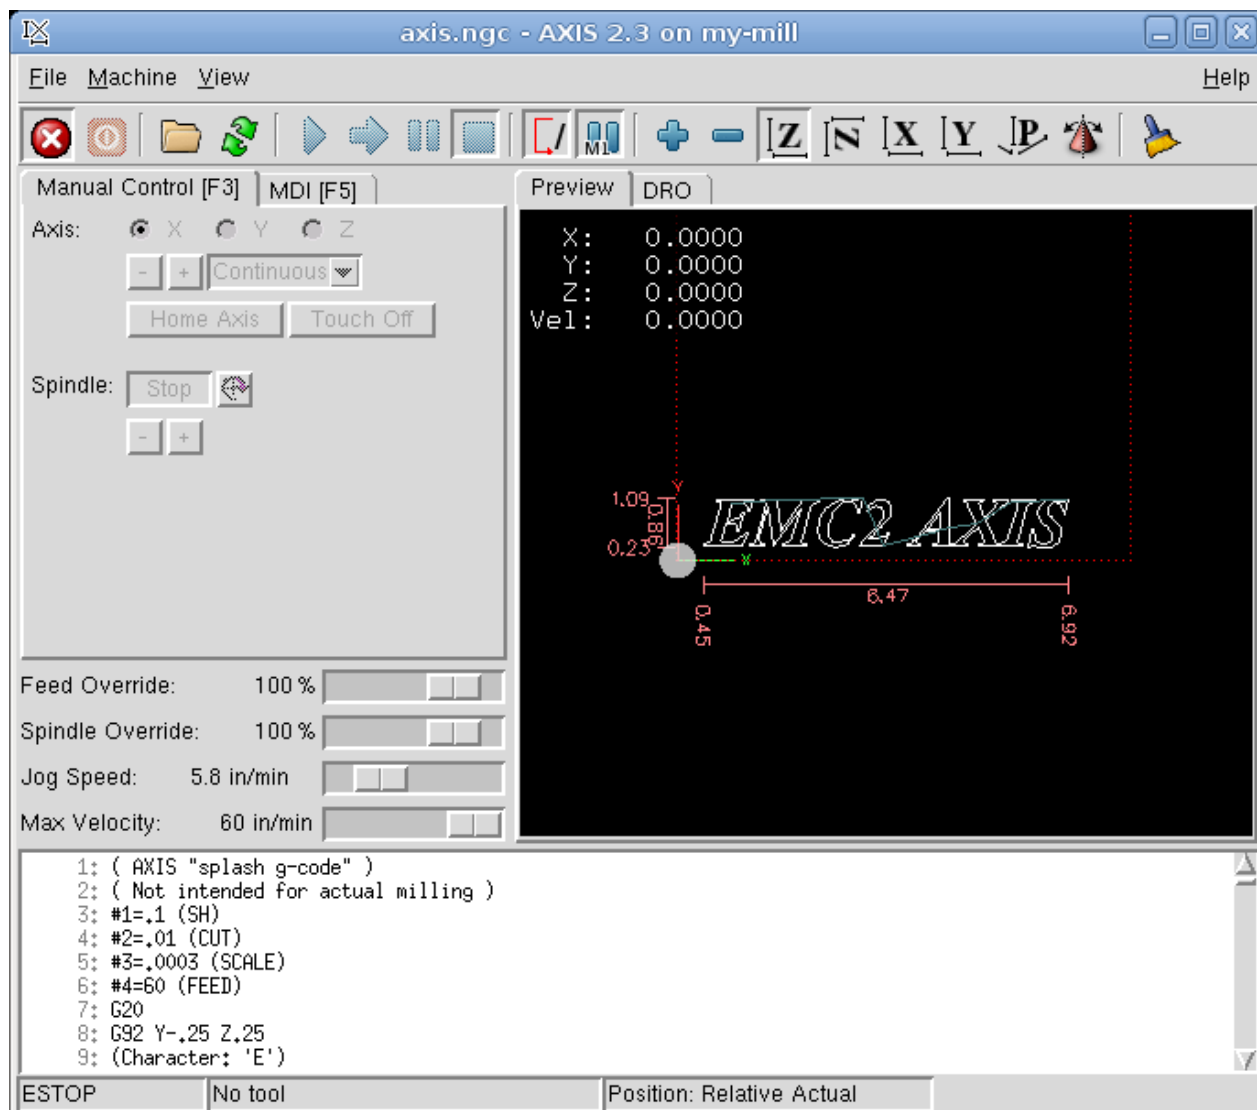 axis.ngc - AXIS 2.3 on my-mill
File Machine View Help
M1 Z N X Y P
Manual Control [F3] MDI [F5]
Preview DRO
Axis: X Y Z
- + Continuous
Home Axis Touch Off
Spindle: Stop
- +
X: 0.0000
Y: 0.0000
Z: 0.0000
Vel: 0.0000
1.09
0.86
0.23
Y
X
EMC2 AXIS
6.47
0.45
6.92
Feed Override: 100 %
Spindle Override: 100 %
Jog Speed: 5.8 in/min
Max Velocity: 60 in/min
1: ( AXIS "splash g-code" )
2: ( Not intended for actual milling )
3: #1=.1 (SH)
4: #2=.01 (CUT)
5: #3=.0003 (SCALE)
6: #4=60 (FEED)
7: G20
8: G92 Y-.25 Z.25
9: (Character: 'E')
ESTOP No tool Position: Relative Actual